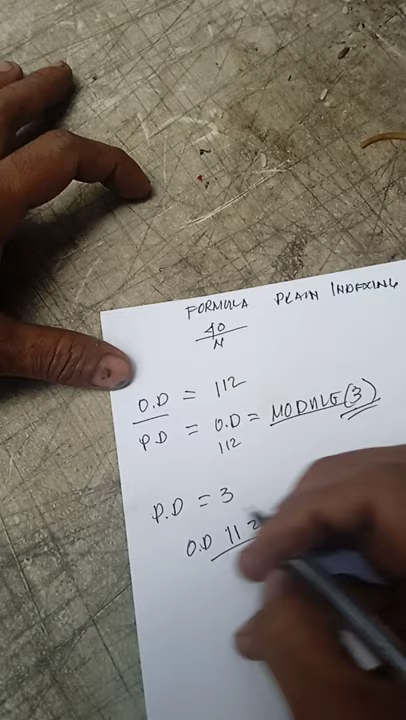 FORMULA PLAIN INDEXING
40
N
O.D = 112
P.D = O.D = MODULE (3)
112
P.D = 3
O.D 112